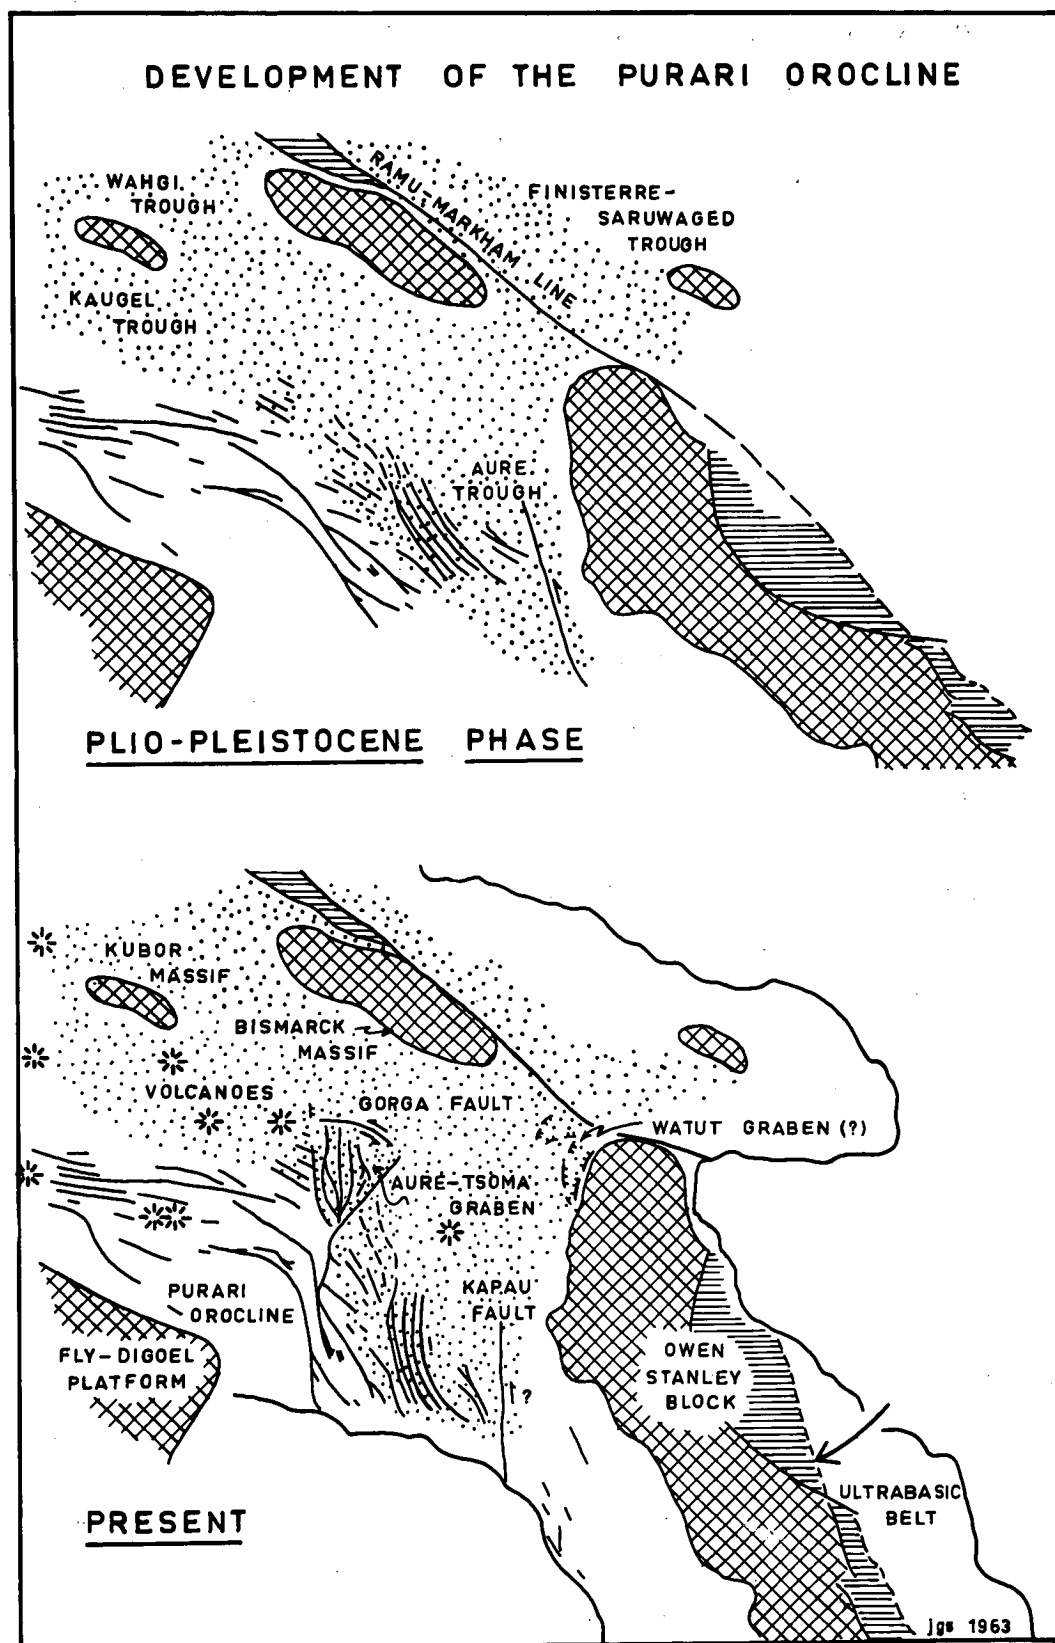 DEVELOPMENT OF THE PURARI OROCLINE
WAHGI
TROUGH
RAMU-MARKHAM LINE
FINISTERRE-
SARUWAGED
TROUGH
KAUGEL
TROUGH
AURE
TROUGH
PLIO-PLEISTOCENE PHASE
KUBOR
MASSIF
BISMARCK
MASSIF
VOLCANOES
GORGA FAULT
WATUT GRABEN (?)
AURE-TSOMA
GRABEN
PURARI
OROCLINE
KAPAU
FAULT
FLY-DIGOEL
PLATFORM
OWEN
STANLEY
BLOCK
?
ULTRABASIC
BELT
PRESENT
jgs 1963